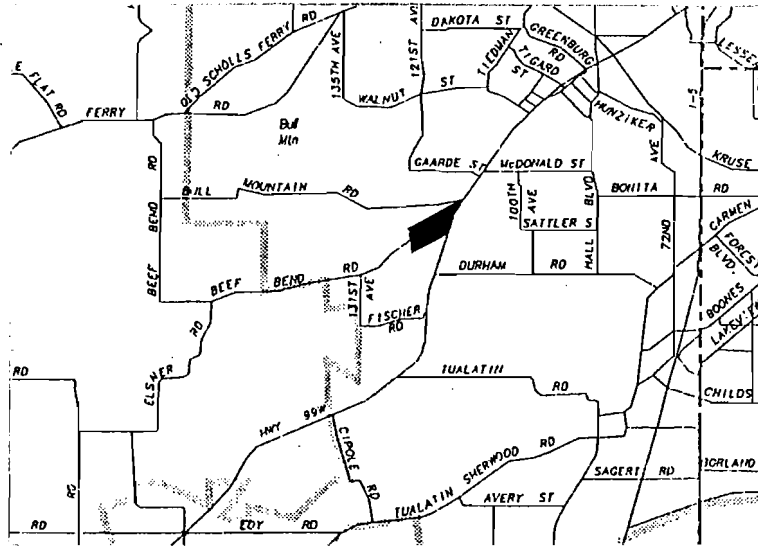 DAKOTA ST
GREENBURG
RD
LESSER
E FLAT RD
OLD SCHOLLS FERRY RD
135TH AVE
121ST AVE
TIEDMAN
TIGARD
ST
FERRY RD
WALNUT ST
I-5
HUNZIKER
Bull
Mtn
AVE
KRUSE
GAARDE ST
McDONALD ST
BULL MOUNTAIN RD
100TH
AVE
BLVD
BONITA RD
CARMEN
SATTLER S
HALL
72ND
FOREST
BLVD.
BEEF BEND RD
BEEF BEND RD
DURHAM RD
131ST
AVE
BOONES
FISCHER
RD
RD
ELSNER RD
TUALATIN RD
CHILDS
HWY 99W
CIPOLE RD
TUALATIN SHERWOOD RD
SAGERT RD
RD
AVERY ST
RD
EDY RD